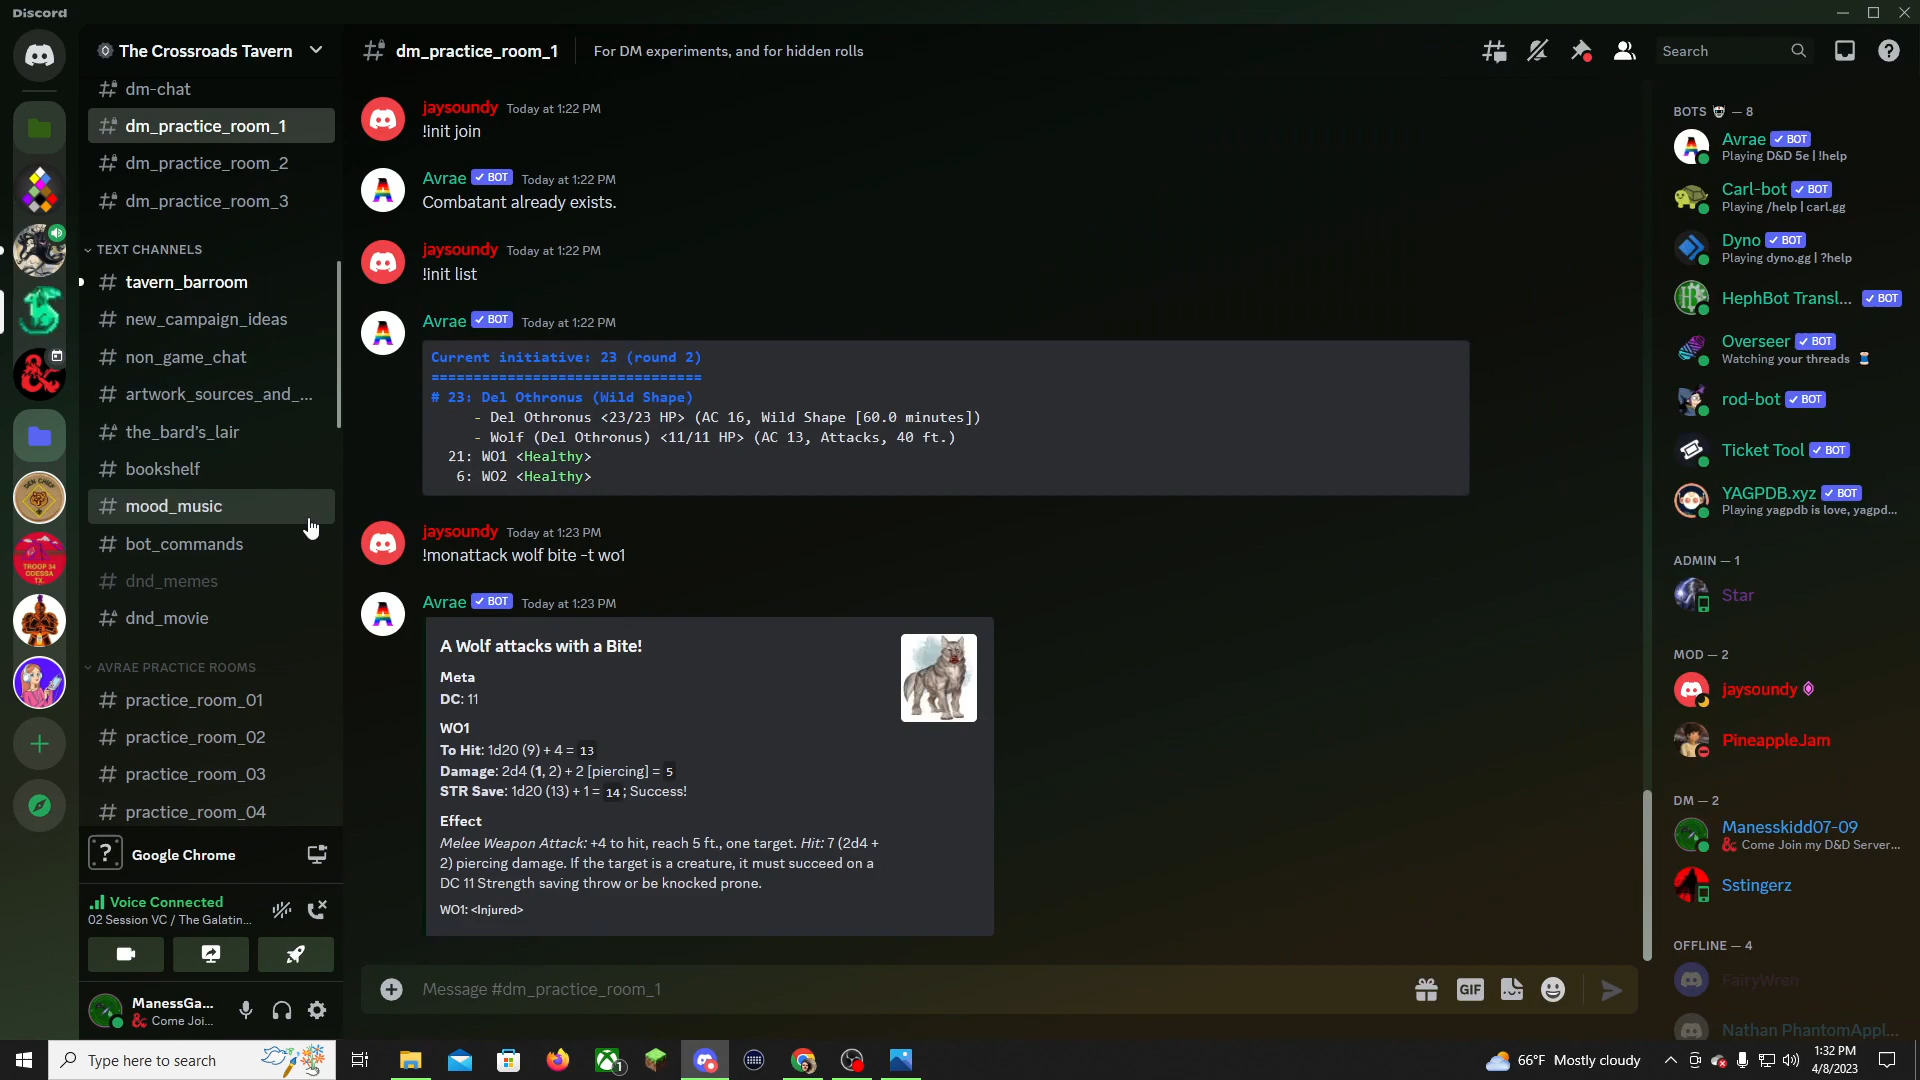 Discord
The Crossroads Tavern
dm_practice_room_1
For DM experiments, and for hidden rolls
Search
dm-chat
dm_practice_room_1
dm_practice_room_2
dm_practice_room_3
TEXT CHANNELS
tavern_barroom
new_campaign_ideas
non_game_chat
artwork_sources_and_...
the_bard's_lair
bookshelf
mood_music
bot_commands
dnd_memes
dnd_movie
AVRAE PRACTICE ROOMS
practice_room_01
practice_room_02
practice_room_03
practice_room_04
DEN CHIEF
TROOP 34
ODESSA
TX.
Google Chrome
Voice Connected
02 Session VC / The Galatin...
ManessGa...
Come Joi...
jaysoundy Today at 1:22 PM
!init join
Avrae BOT Today at 1:22 PM
Combatant already exists.
jaysoundy Today at 1:22 PM
!init list
Avrae BOT Today at 1:22 PM
Current initiative: 23 (round 2)
===============================
# 23: Del Othronus (Wild Shape)
- Del Othronus <23/23 HP> (AC 16, Wild Shape [60.0 minutes])
- Wolf (Del Othronus) <11/11 HP> (AC 13, Attacks, 40 ft.)
21: WO1 <Healthy>
6: WO2 <Healthy>
jaysoundy Today at 1:23 PM
!monattack wolf bite -t wo1
Avrae BOT Today at 1:23 PM
A Wolf attacks with a Bite!
Meta
DC: 11
WO1
To Hit: 1d20 (9) + 4 = 13
Damage: 2d4 (1, 2) + 2 [piercing] = 5
STR Save: 1d20 (13) + 1 = 14; Success!
Effect
Melee Weapon Attack: +4 to hit, reach 5 ft., one target. Hit: 7 (2d4 +
2) piercing damage. If the target is a creature, it must succeed on a
DC 11 Strength saving throw or be knocked prone.
WO1: <Injured>
Message #dm_practice_room_1
GIF
BOTS — 8
Avrae BOT
Playing D&D 5e | !help
Carl-bot BOT
Playing /help | carl.gg
Dyno BOT
Playing dyno.gg | ?help
HephBot Transl... BOT
Overseer BOT
Watching your threads
rod-bot BOT
Ticket Tool BOT
YAGPDB.xyz BOT
Playing yagpdb is love, yagpd...
ADMIN — 1
Star
MOD — 2
jaysoundy
PineappleJam
DM — 2
Manesskidd07-09
Come Join my D&D Server...
Sstingerz
OFFLINE — 4
FairyWren
Nathan PhantomAppl...
Type here to search
1
66°F Mostly cloudy
1:32 PM
4/8/2023